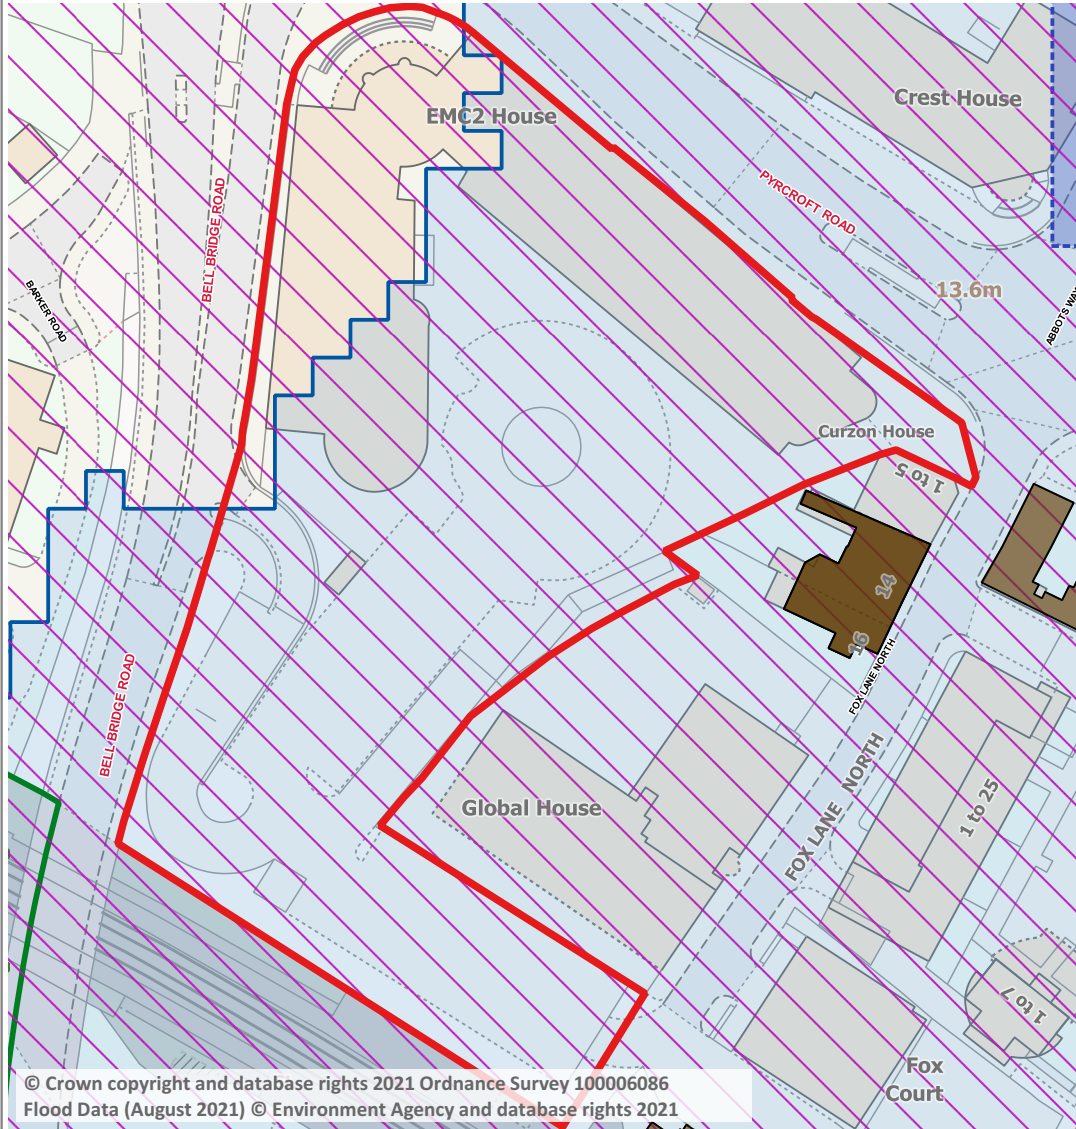 Crest House
EMC2 House
PYRCROFT ROAD
BELL BRIDGE ROAD
BARKER ROAD
13.6m
ABBOTS WAY
Curzon House
1 to 5
14
16
FOX LANE NORTH
BELL BRIDGE ROAD
FOX LANE NORTH
Global House
1 to 25
1 to 7
Fox
Court
© Crown copyright and database rights 2021 Ordnance Survey 100006086
Flood Data (August 2021) © Environment Agency and database rights 2021